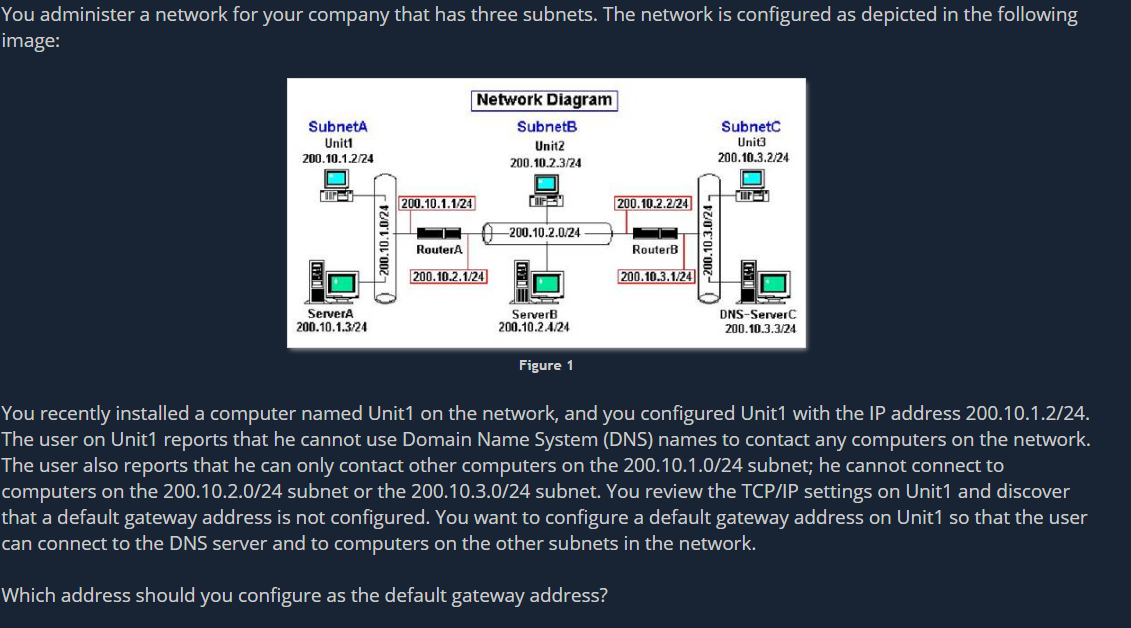 You administer a network for your company that has three subnets. The network is configured as depicted in the following
image:
Network Diagram
SubnetA
Unit1
200.10.1.2/24
SubnetB
Unit2
200.10.2.3/24
SubnetC
Unit3
200.10.3.2/24
200.10.1.1/24
200.10.2.2/24
200.10.1.0/24
200.10.2.0/24
200.10.3.0/24
RouterA
RouterB
200.10.2.1/24
200.10.3.1/24
ServerA
200.10.1.3/24
ServerB
200.10.2.4/24
DNS-ServerC
200.10.3.3/24
Figure 1
You recently installed a computer named Unit1 on the network, and you configured Unit1 with the IP address 200.10.1.2/24.
The user on Unit1 reports that he cannot use Domain Name System (DNS) names to contact any computers on the network.
The user also reports that he can only contact other computers on the 200.10.1.0/24 subnet; he cannot connect to
computers on the 200.10.2.0/24 subnet or the 200.10.3.0/24 subnet. You review the TCP/IP settings on Unit1 and discover
that a default gateway address is not configured. You want to configure a default gateway address on Unit1 so that the user
can connect to the DNS server and to computers on the other subnets in the network.
Which address should you configure as the default gateway address?